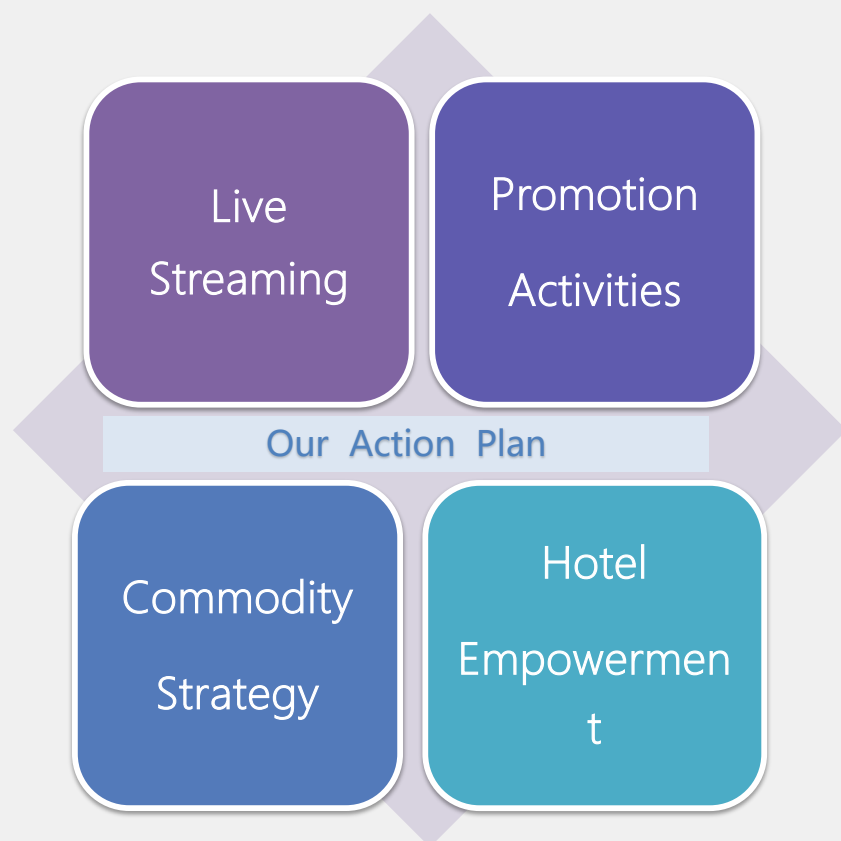 Live
Streaming
Promotion
Activities
Our Action Plan
Commodity
Strategy
Hotel
Empowermen
t